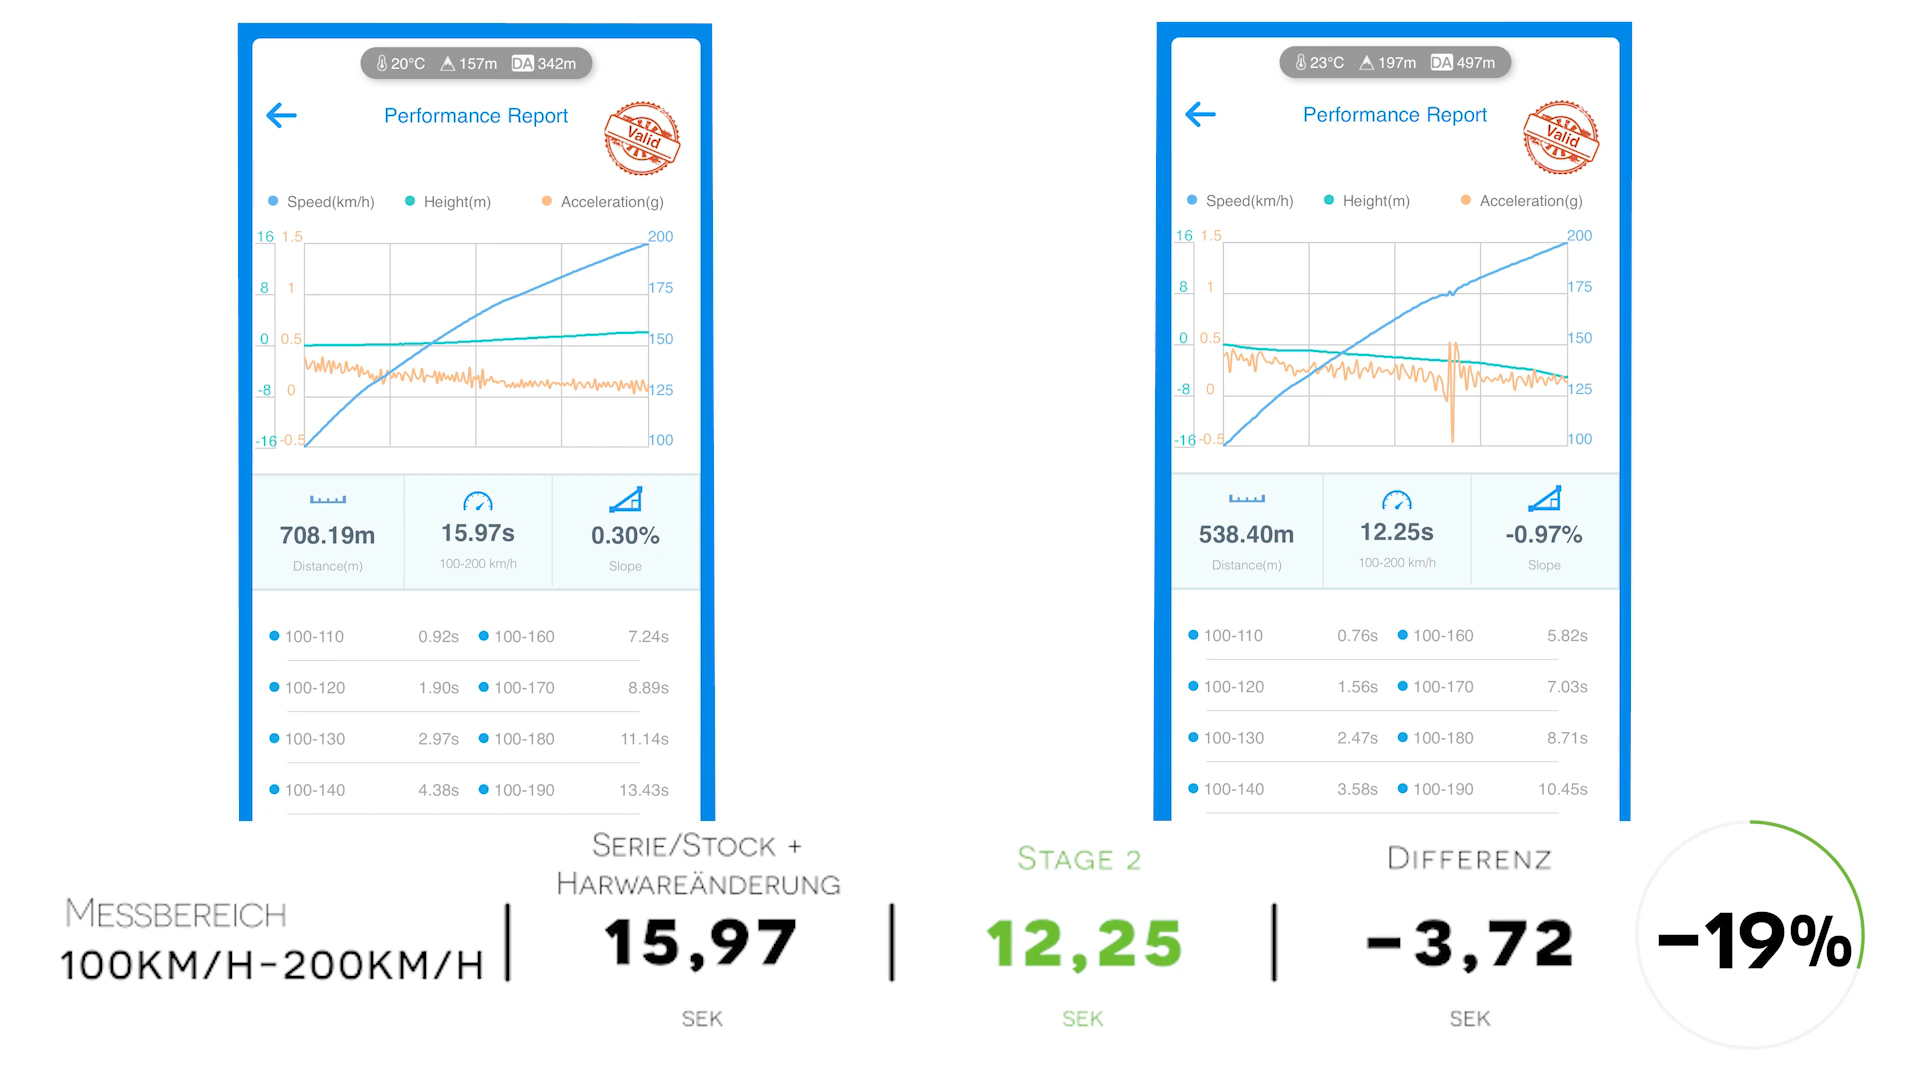 20°C 157m DA 342m
Performance Report
Valid
Speed(km/h) Height(m) Acceleration(g)
16 1.5 200
8 1 175
0 0.5 150
-8 0 125
-16 -0.5 100
708.19m 15.97s 0.30%
Distance(m) 100-200 km/h Slope
100-110 0.92s 100-160 7.24s
100-120 1.90s 100-170 8.89s
100-130 2.97s 100-180 11.14s
100-140 4.38s 100-190 13.43s
23°C 197m DA 497m
Performance Report
Valid
Speed(km/h) Height(m) Acceleration(g)
16 1.5 200
8 1 175
0 0.5 150
-8 0 125
-16 -0.5 100
538.40m 12.25s -0.97%
Distance(m) 100-200 km/h Slope
100-110 0.76s 100-160 5.82s
100-120 1.56s 100-170 7.03s
100-130 2.47s 100-180 8.71s
100-140 3.58s 100-190 10.45s
MESSBEREICH
100KM/H-200KM/H
SERIE/STOCK +
HARWAREÄNDERUNG
15,97
SEK
STAGE 2
12,25
SEK
DIFFERENZ
-3,72
SEK
-19%